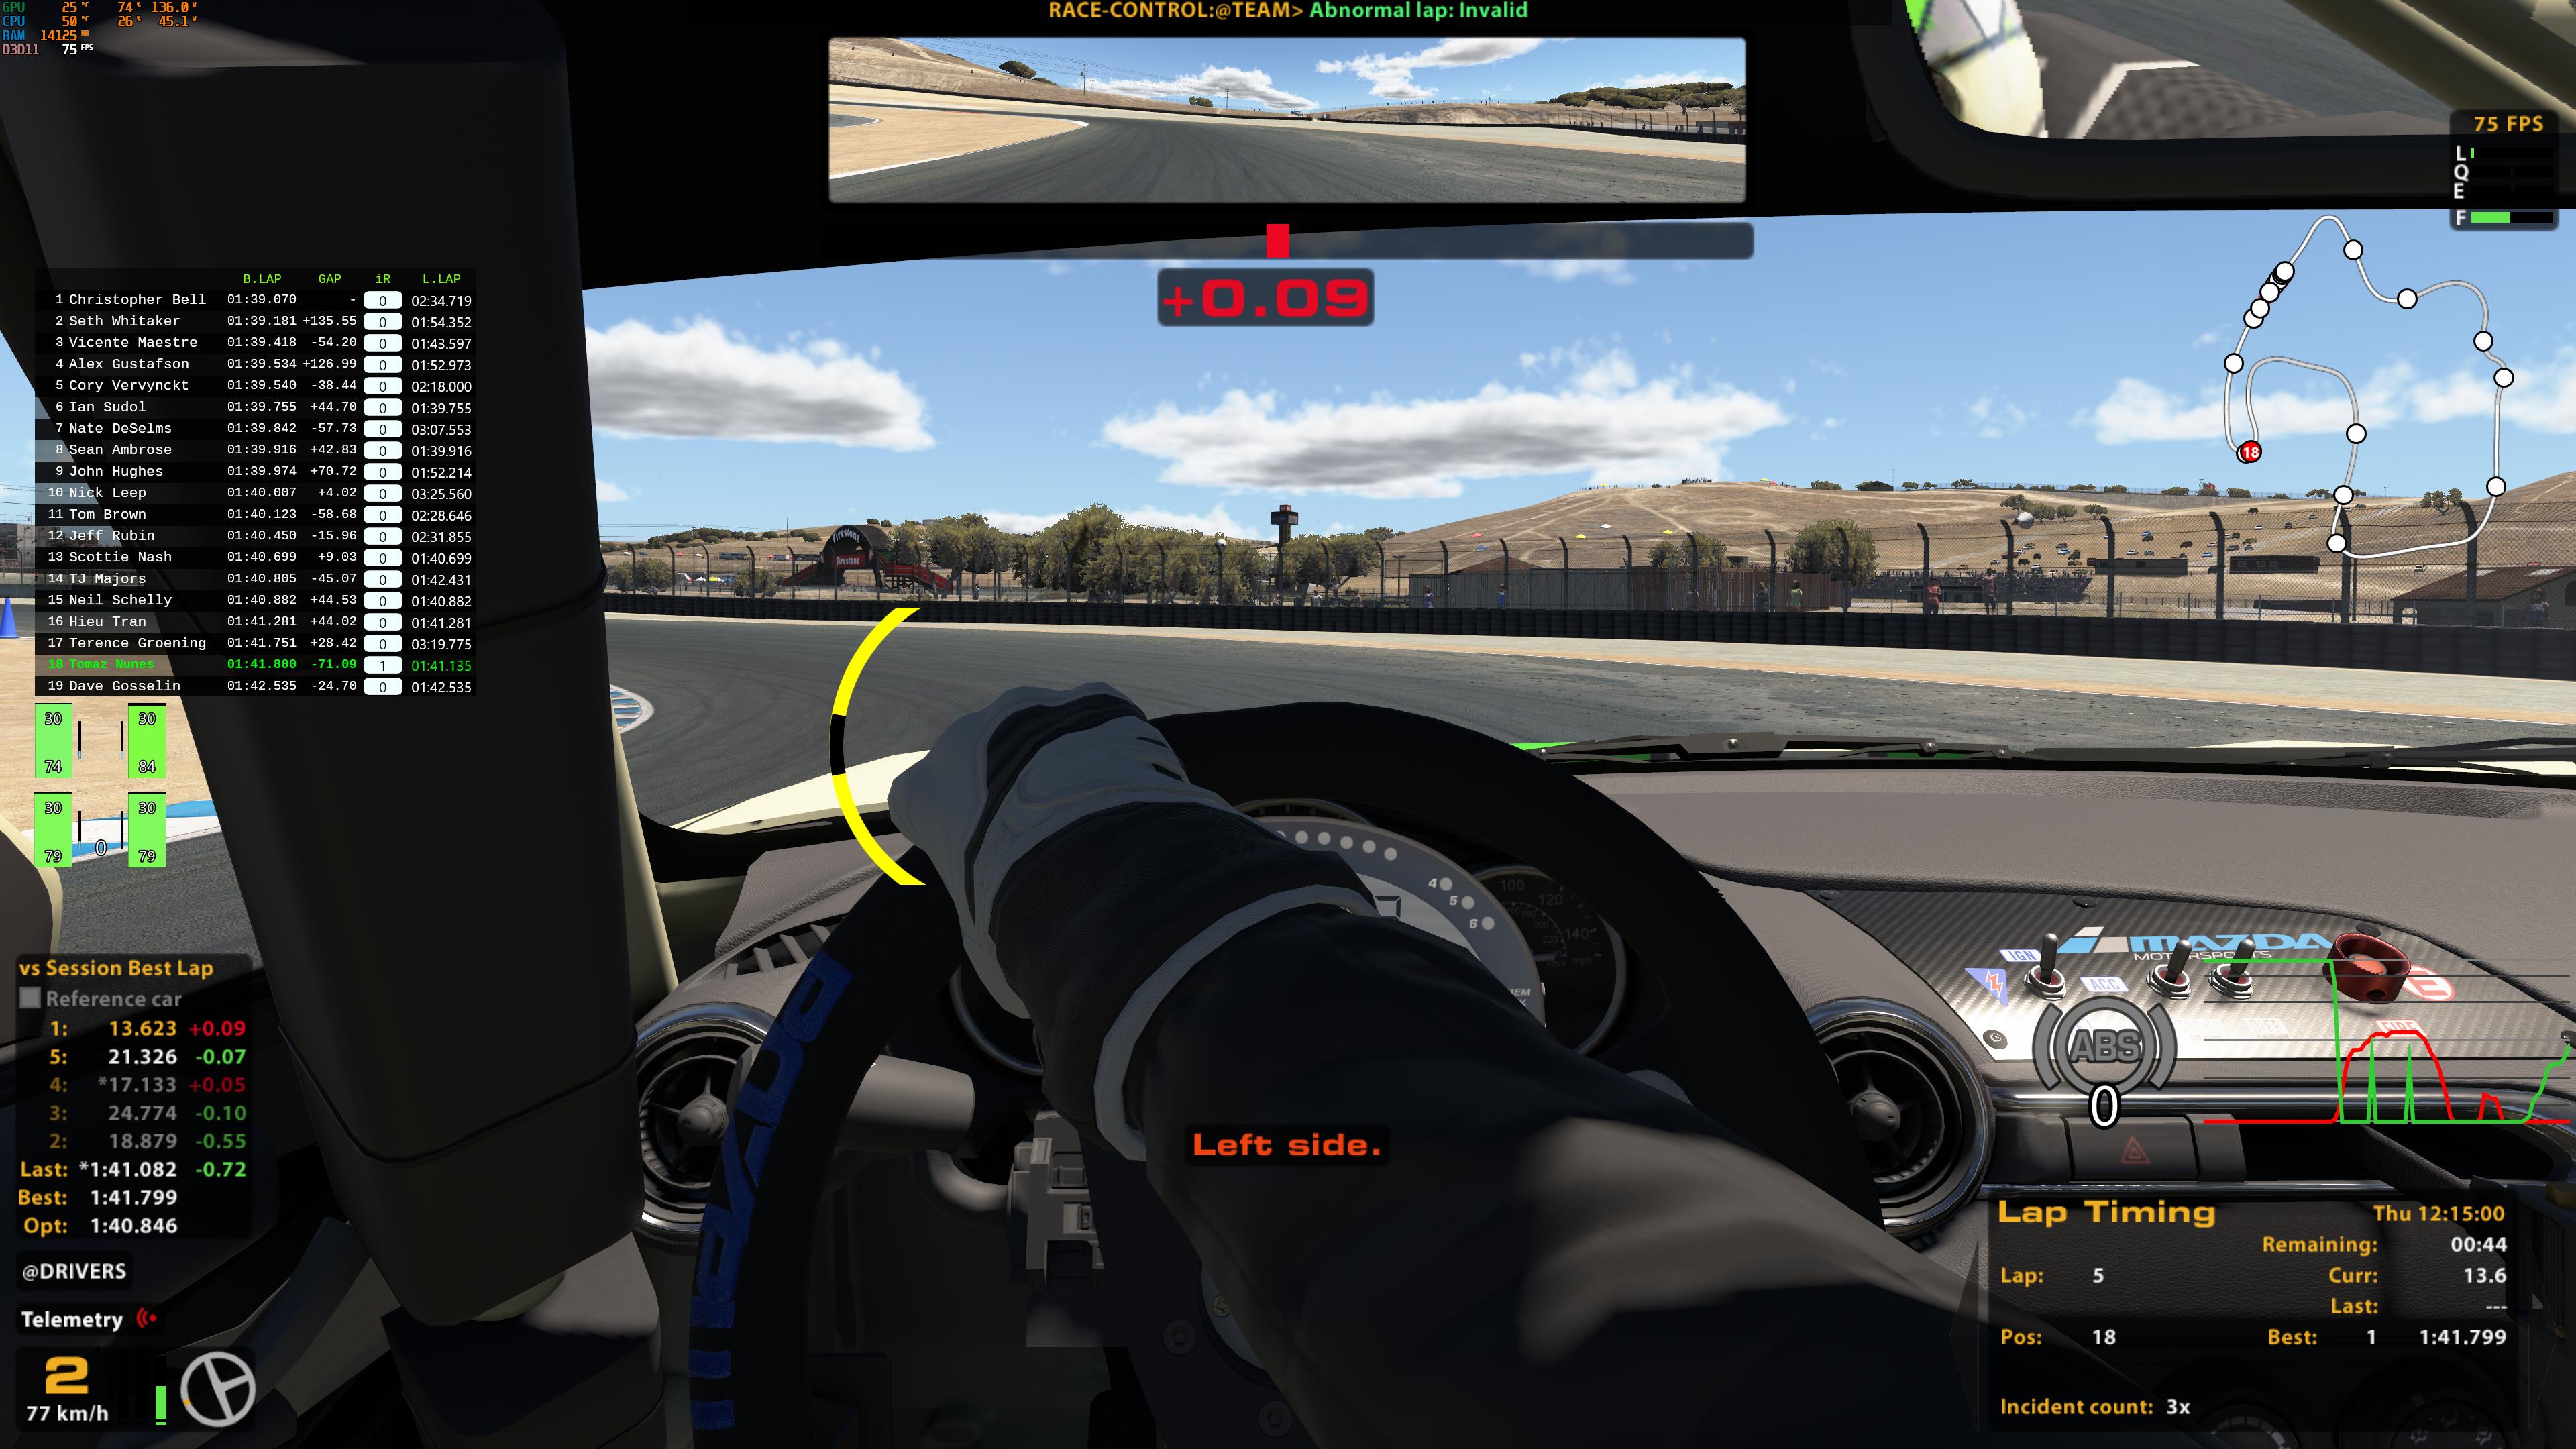 GPU 25 °C 74 % 136.0 W
CPU 50 °C 26 % 45.1 W
RAM 14125 MB
D3D11 75 FPS
RACE-CONTROL:@TEAM> Abnormal lap: Invalid
75 FPS
L
Q
E
F
+0.09
B.LAP GAP iR L.LAP
1 Christopher Bell 01:39.070 - 0 02:34.719
2 Seth Whitaker 01:39.181 +135.55 0 01:54.352
3 Vicente Maestre 01:39.418 -54.20 0 01:43.597
4 Alex Gustafson 01:39.534 +126.99 0 01:52.973
5 Cory Vervynckt 01:39.540 -38.44 0 02:18.000
6 Ian Sudol 01:39.755 +44.70 0 01:39.755
7 Nate DeSelms 01:39.842 -57.73 0 03:07.553
8 Sean Ambrose 01:39.916 +42.83 0 01:39.916
9 John Hughes 01:39.974 +70.72 0 01:52.214
10 Nick Leep 01:40.007 +4.02 0 03:25.560
11 Tom Brown 01:40.123 -58.68 0 02:28.646
12 Jeff Rubin 01:40.450 -15.96 0 02:31.855
13 Scottie Nash 01:40.699 +9.03 0 01:40.699
14 TJ Majors 01:40.805 -45.07 0 01:42.431
15 Neil Schelly 01:40.882 +44.53 0 01:40.882
16 Hieu Tran 01:41.281 +44.02 0 01:41.281
17 Terence Groening 01:41.751 +28.42 0 03:19.775
18 Tomaz Nunes 01:41.800 -71.09 1 01:41.135
19 Dave Gosselin 01:42.535 -24.70 0 01:42.535
18
Firestone
Firestone
30 30
74 84
30 30
79 0 79
4
5
6
100
120
140
IGN
MAZDA
MOTORSPORTS
ACC
E
FIRE
ABS
0
vs Session Best Lap
Reference car
1: 13.623 +0.09
5: 21.326 -0.07
4: *17.133 +0.05
3: 24.774 -0.10
2: 18.879 -0.55
Last: *1:41.082 -0.72
Best: 1:41.799
Opt: 1:40.846
@DRIVERS
Telemetry
2
77 km/h
Left side.
Lap Timing Thu 12:15:00
Remaining: 00:44
Lap: 5 Curr: 13.6
Last: ---
Pos: 18 Best: 1 1:41.799
Incident count: 3x